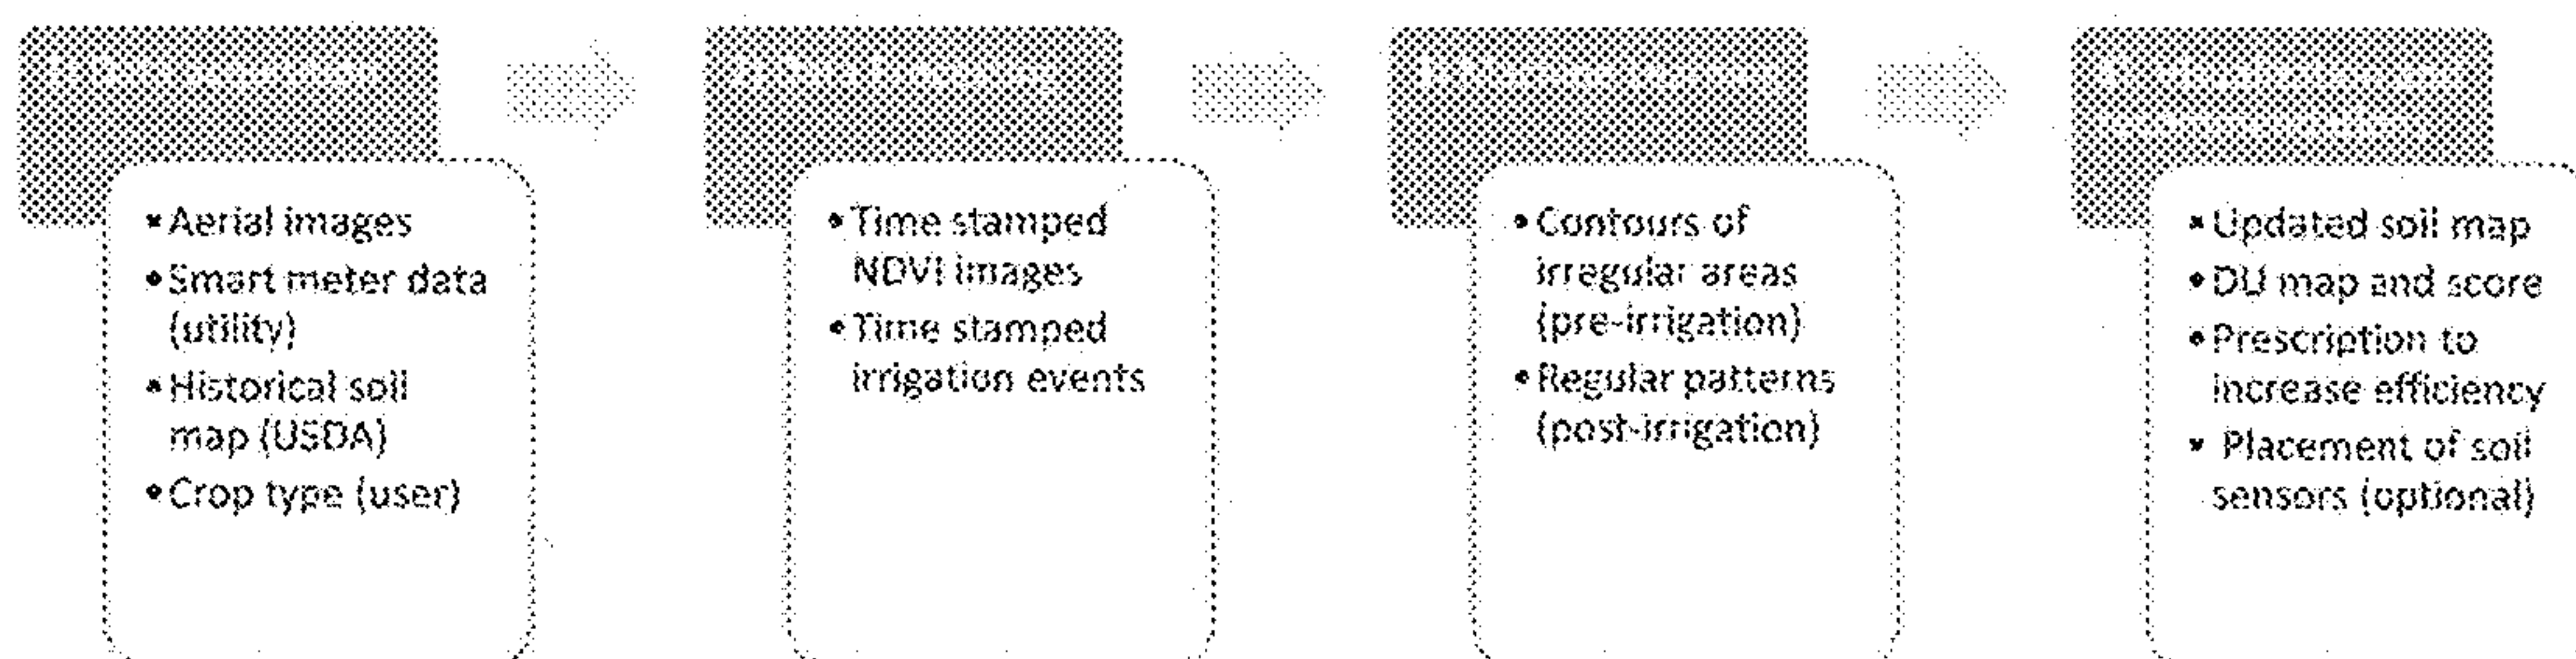 • Aerial images
• Smart meter data
(utility)
• Historical soil
map (USDA)
• Crop type (user)
• Time stamped
NDVI images
• Time stamped
irrigation events
• Contours of
irregular areas
(pre-irrigation)
• Regular patterns
(post-irrigation)
• Updated soil map
• DU map and score
• Prescription to
increase efficiency
• Placement of soil
sensors (optional)